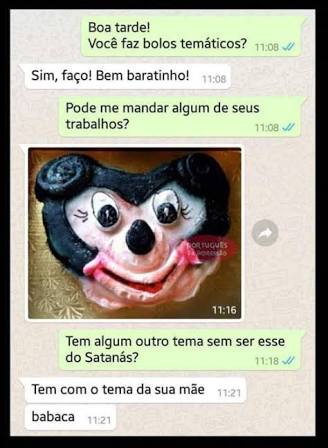 Boa tarde!
Você faz bolos temáticos? 11:08
Sim, faço! Bem baratinho! 11:08
Pode me mandar algum de seus
trabalhos?
11:08
PORTUGUÊS
11:16
Tem algum outro tema sem ser esse
do Satanás?
11:18
Tem com o tema da sua mãe 11:21
babaca 11:21